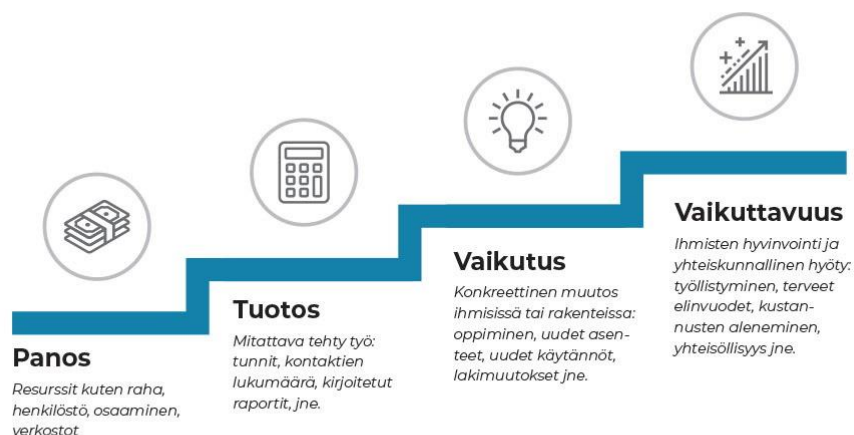 Panos
Resurssit kuten raha,
henkilöstö, osaaminen,
verkostot
Tuotos
Mitattava tehty työ:
tunnit, kontaktien
lukumäärä, kirjoitetut
raportit, jne.
Vaikutus
Konkreettinen muutos
ihmisissä tai rakenteissa:
oppiminen, uudet asen-
teet, uudet käytännöt,
lakimuutokset jne.
Vaikuttavuus
Ihmisten hyvinvointi ja
yhteiskunnallinen hyöty:
työllistyminen, terveet
elinvuodet, kustan-
nusten aleneminen,
yhteisöllisyys jne.